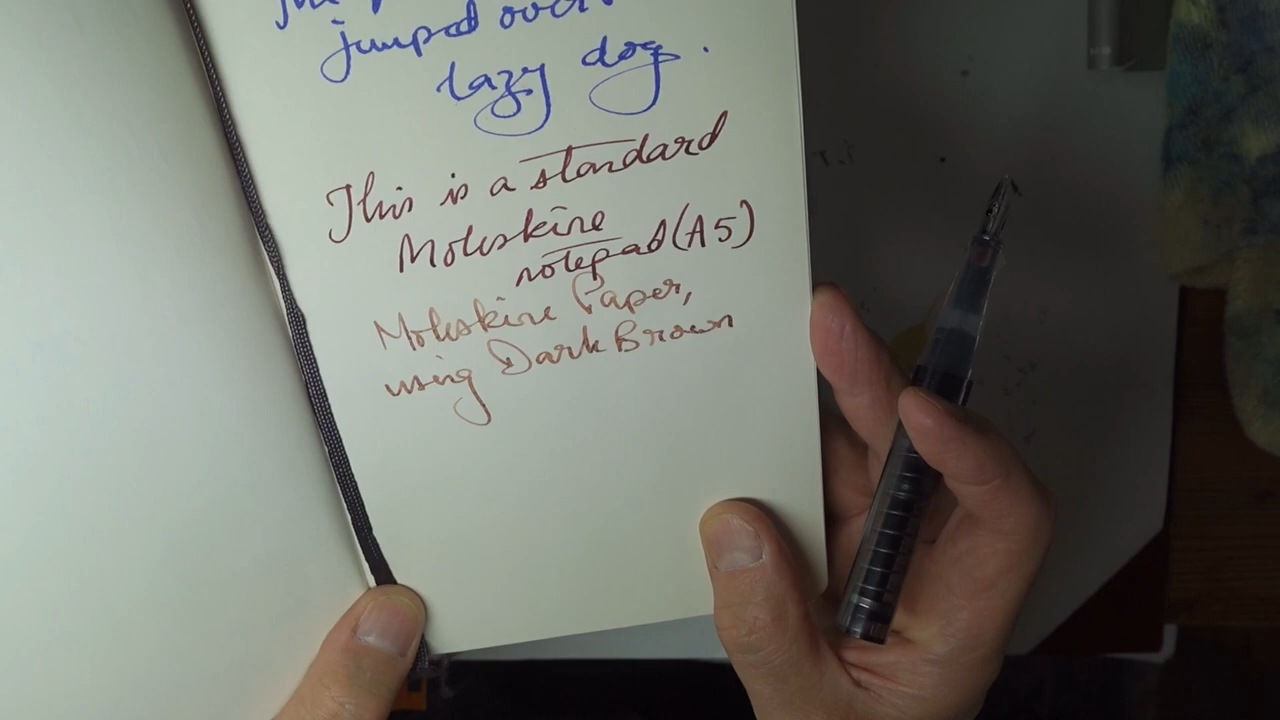 jumped over
lazy dog.
This is a standard
Moleskine
notepad (A5)
Moleskine Paper,
using Dark Brown